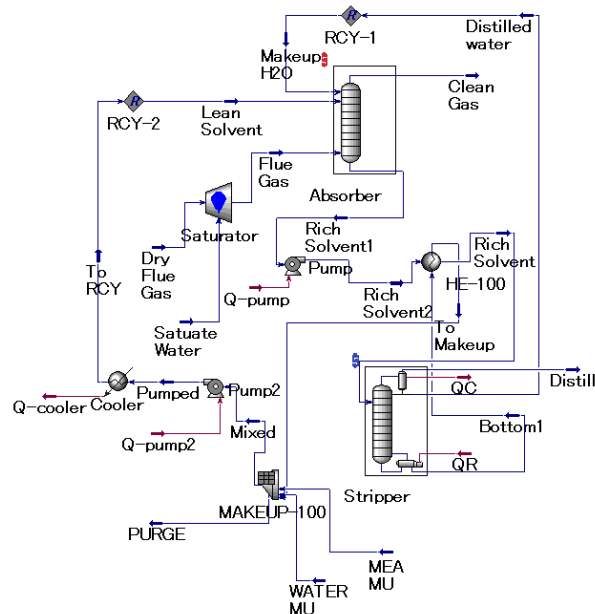 RCY-1
Distilled
water
Makeup
H2O
Clean
Gas
RCY-2
Lean
Solvent
Flue
Gas
Absorber
Saturator
Rich
Solvent1
Rich
Solvent
Dry
Flue
Gas
Pump
HE-100
To
RCY
Q-pump
Rich
Solvent2
To
Makeup
Satuate
Water
Distill
QC
Pumped
Pump2
Q-cooler
Cooler
Bottom1
Q-pump2
Mixed
QR
Stripper
MAKEUP-100
PURGE
MEA
MU
WATER
MU